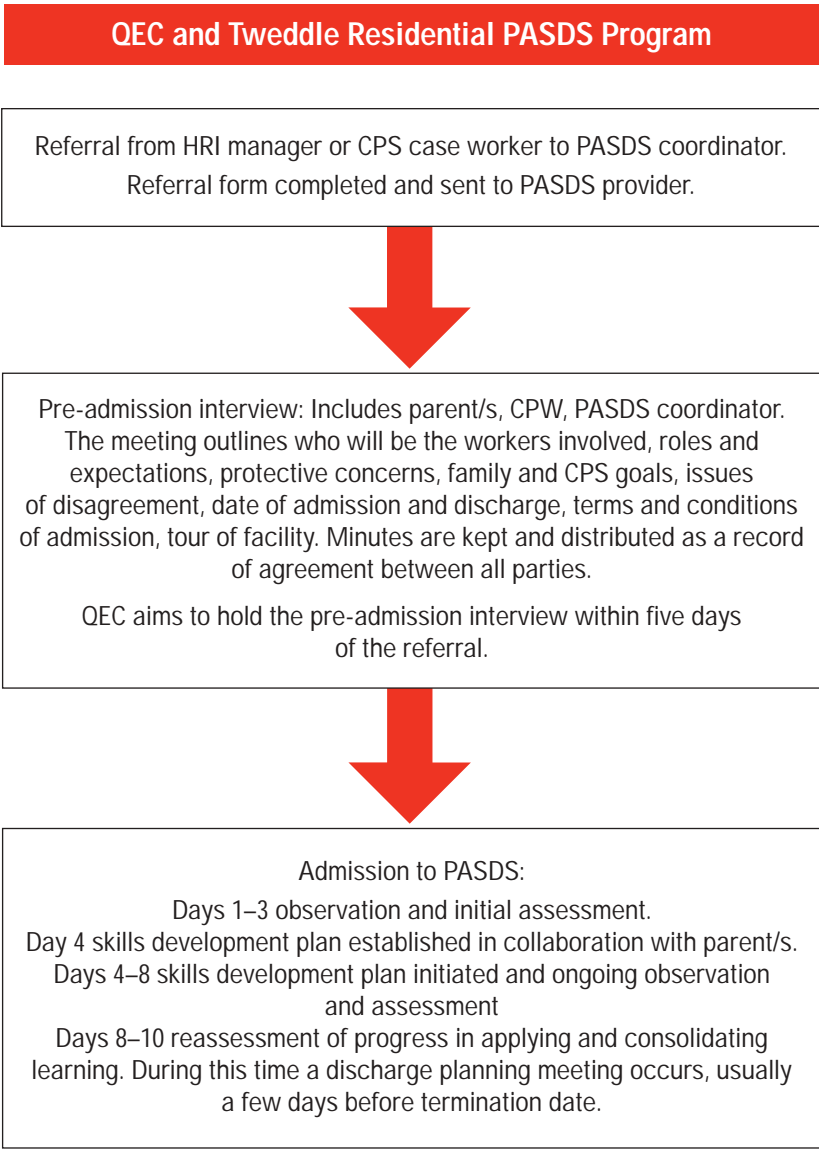 QEC and Tweddle Residential PASDS Program
Referral from HRI manager or CPS case worker to PASDS coordinator.
Referral form completed and sent to PASDS provider.
Pre-admission interview: Includes parent/s, CPW, PASDS coordinator.
The meeting outlines who will be the workers involved, roles and
expectations, protective concerns, family and CPS goals, issues
of disagreement, date of admission and discharge, terms and conditions
of admission, tour of facility. Minutes are kept and distributed as a record
of agreement between all parties.
QEC aims to hold the pre-admission interview within five days
of the referral.
Admission to PASDS:
Days 1–3 observation and initial assessment.
Day 4 skills development plan established in collaboration with parent/s.
Days 4–8 skills development plan initiated and ongoing observation
and assessment
Days 8–10 reassessment of progress in applying and consolidating
learning. During this time a discharge planning meeting occurs, usually
a few days before termination date.